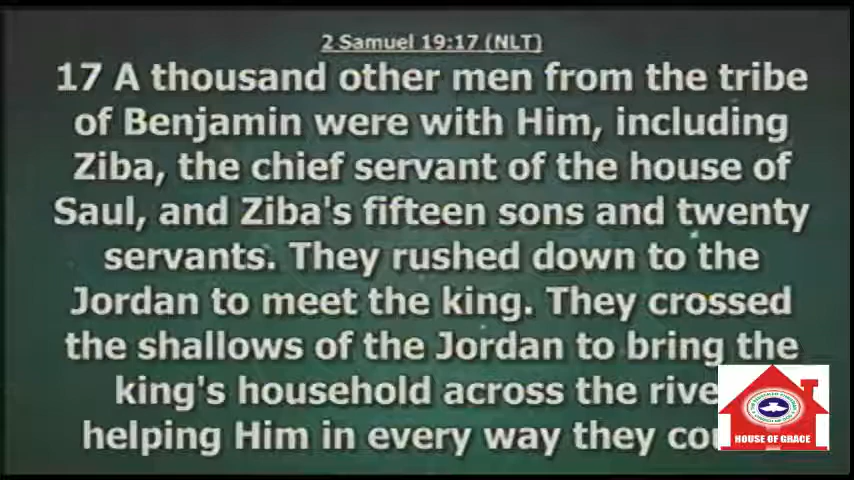 2 Samuel 19:17 (NLT)
17 A thousand other men from the tribe
of Benjamin were with Him, including
Ziba, the chief servant of the house of
Saul, and Ziba's fifteen sons and twenty
servants. They rushed down to the
Jordan to meet the king. They crossed
the shallows of the Jordan to bring the
king's household across the
helping Him in every way they
HOUSE OF GRACE